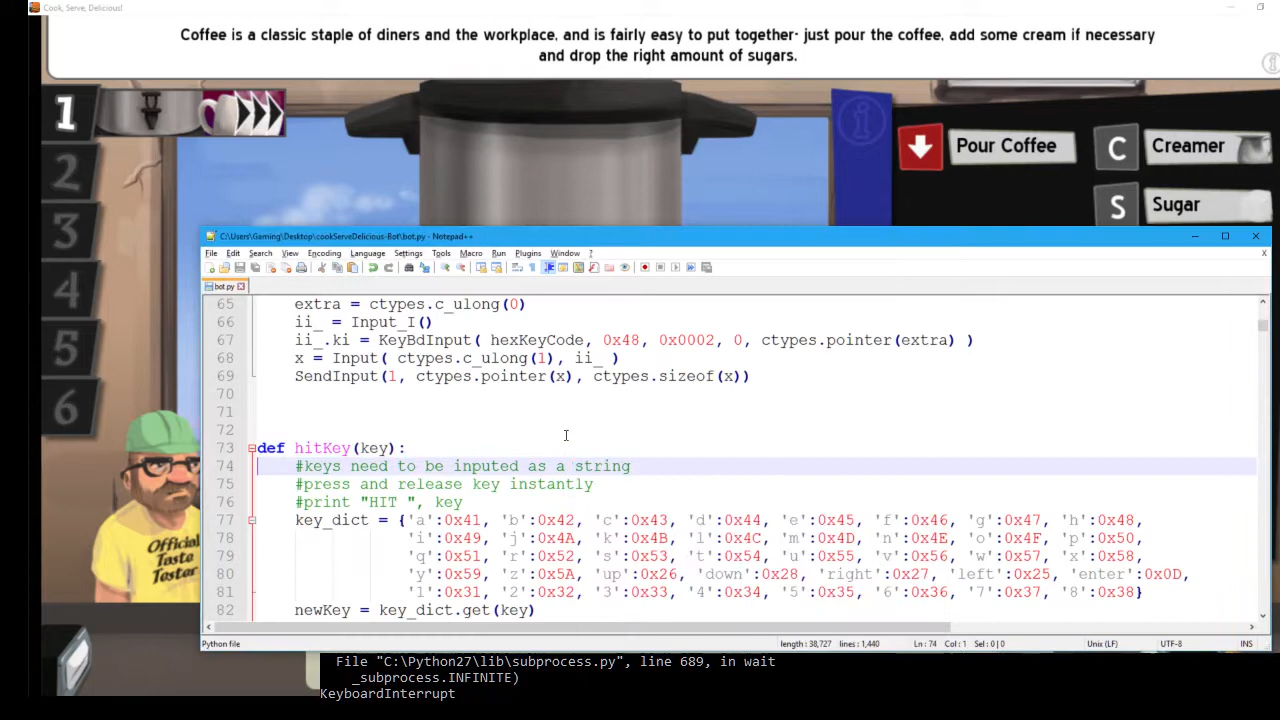 Cook, Serve, Delicious!
Coffee is a classic staple of diners and the workplace, and is fairly easy to put together- just pour the coffee, add some cream if necessary
and drop the right amount of sugars.
1
2
3
4
5
6
Pour Coffee
C
Creamer
S
Sugar
Official
Taste
Tester
C:\Users\Gaming\Desktop\cookServeDelicious-Bot\bot.py - Notepad++
File Edit Search View Encoding Language Settings Tools Macro Run Plugins Window ?
bot.py
65 extra = ctypes.c_ulong(0)
66 ii_ = Input_I()
67 ii_.ki = KeyBdInput( hexKeyCode, 0x48, 0x0002, 0, ctypes.pointer(extra) )
68 x = Input( ctypes.c_ulong(1), ii_ )
69 SendInput(1, ctypes.pointer(x), ctypes.sizeof(x))
70
71
72
73 def hitKey(key):
74 #keys need to be inputed as a string
75 #press and release key instantly
76 #print "HIT ", key
77 key_dict = {'a':0x41, 'b':0x42, 'c':0x43, 'd':0x44, 'e':0x45, 'f':0x46, 'g':0x47, 'h':0x48,
78 'i':0x49, 'j':0x4A, 'k':0x4B, 'l':0x4C, 'm':0x4D, 'n':0x4E, 'o':0x4F, 'p':0x50,
79 'q':0x51, 'r':0x52, 's':0x53, 't':0x54, 'u':0x55, 'v':0x56, 'w':0x57, 'x':0x58,
80 'y':0x59, 'z':0x5A, 'up':0x26, 'down':0x28, 'right':0x27, 'left':0x25, 'enter':0x0D,
81 '1':0x31, '2':0x32, '3':0x33, '4':0x34, '5':0x35, '6':0x36, '7':0x37, '8':0x38}
82 newKey = key_dict.get(key)
Python file
length : 38,727 lines : 1,440
Ln : 74 Col : 1 Sel : 0 | 0
Unix (LF)
UTF-8
INS
File "C:\Python27\lib\subprocess.py", line 689, in wait
_subprocess.INFINITE)
KeyboardInterrupt